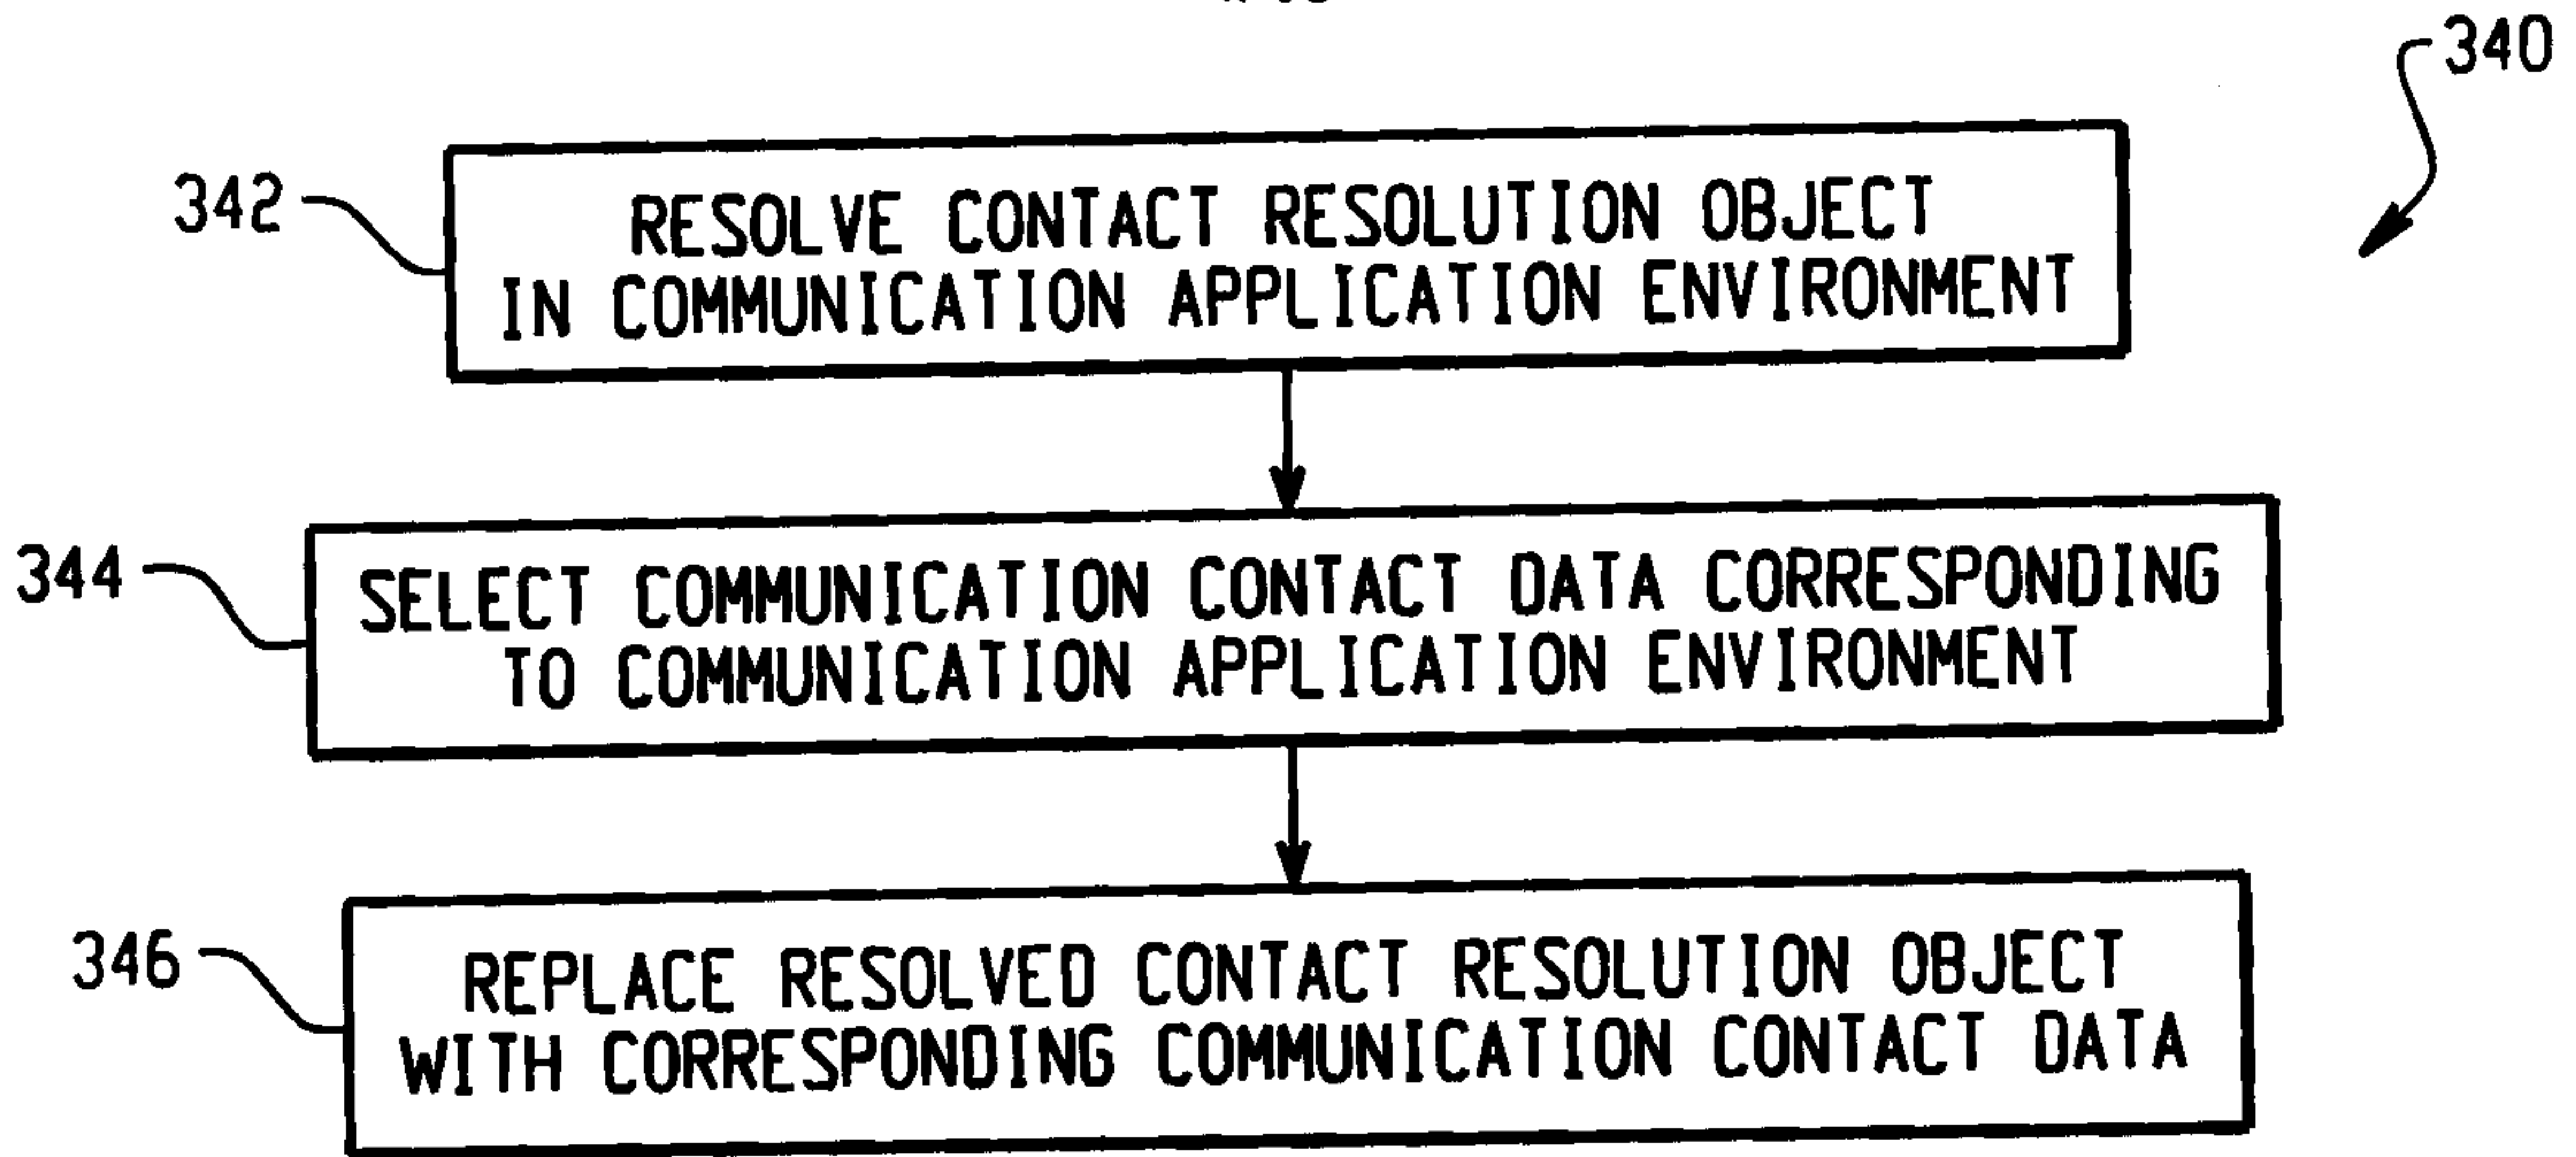 340
342
RESOLVE CONTACT RESOLUTION OBJECT
IN COMMUNICATION APPLICATION ENVIRONMENT
344
SELECT COMMUNICATION CONTACT DATA CORRESPONDING
TO COMMUNICATION APPLICATION ENVIRONMENT
346
REPLACE RESOLVED CONTACT RESOLUTION OBJECT
WITH CORRESPONDING COMMUNICATION CONTACT DATA